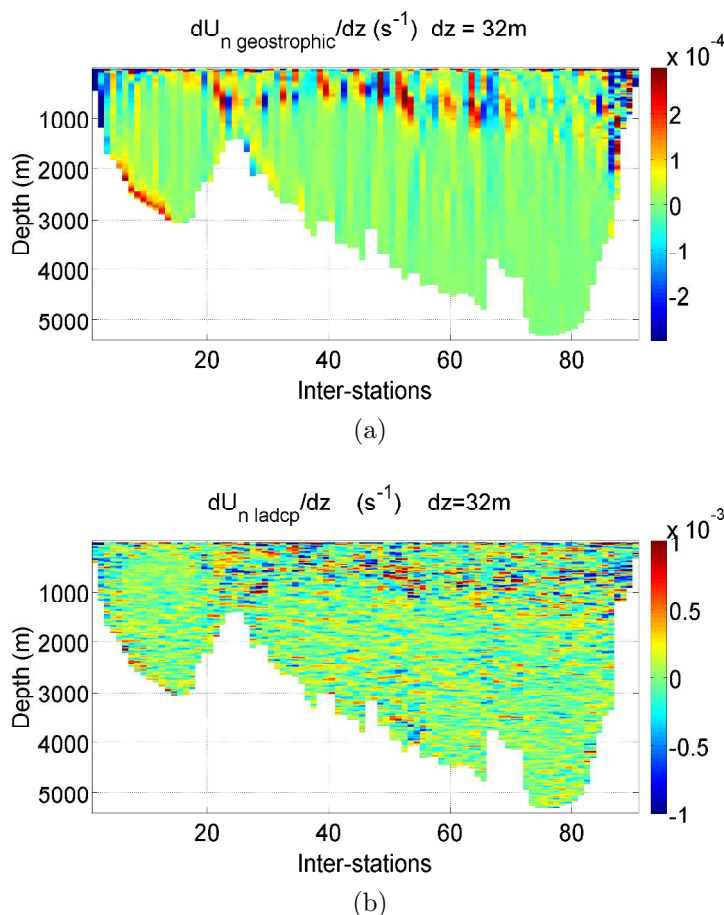 dU_{n geostrophic}/dz (s^{-1}) dz = 32m
x 10^{-4}
2
1
0
-1
-2
1000
2000
3000
4000
5000
Depth (m)
20 40 60 80
Inter-stations
(a)
dU_{n ladcp}/dz (s^{-1}) dz=32m
x 10^{-3}
1
0.5
0
-0.5
-1
1000
2000
3000
4000
5000
Depth (m)
20 40 60 80
Inter-stations
(b)